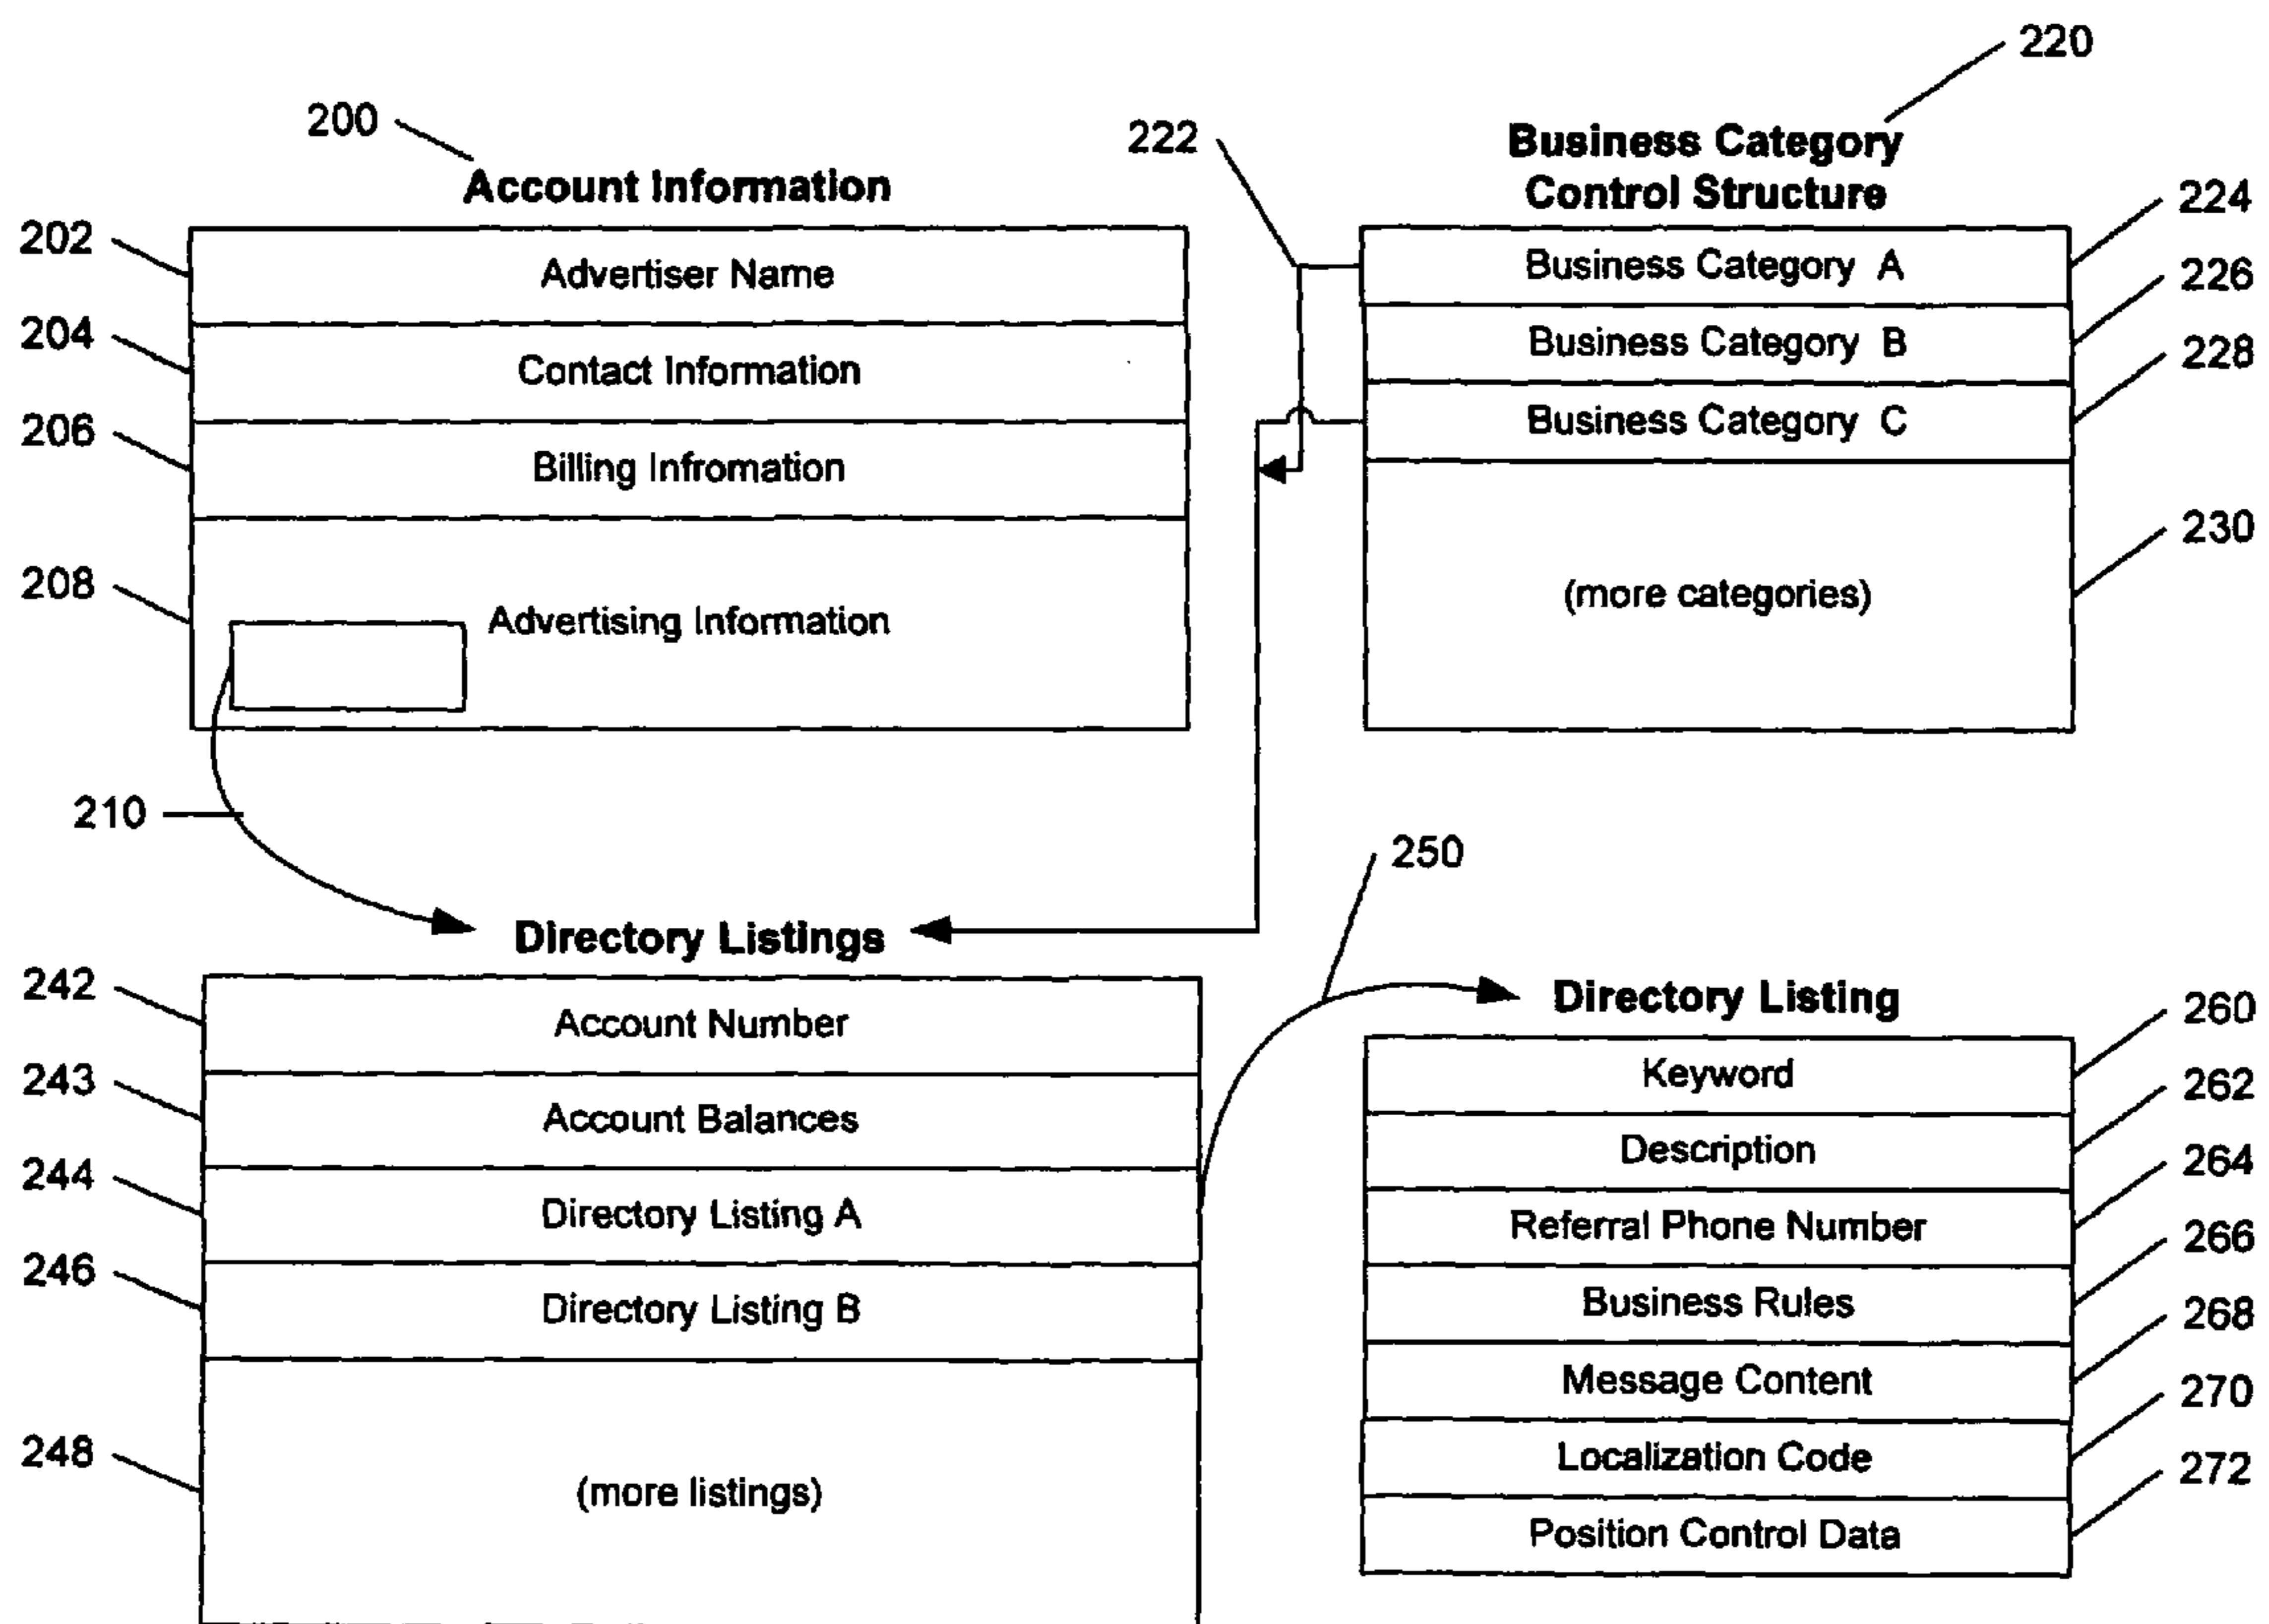 220
200
222
Business Category
Control Structure
Account Information
202
Advertiser Name
204
Contact Information
206
Billing Infromation
208
Advertising Information
210
Business Category A
224
Business Category B
226
Business Category C
228
(more categories)
230
250
Directory Listings
242
Account Number
243
Account Balances
244
Directory Listing A
246
Directory Listing B
248
(more listings)
Directory Listing
Keyword
260
Description
262
Referral Phone Number
264
Business Rules
266
Message Content
268
Localization Code
270
Position Control Data
272